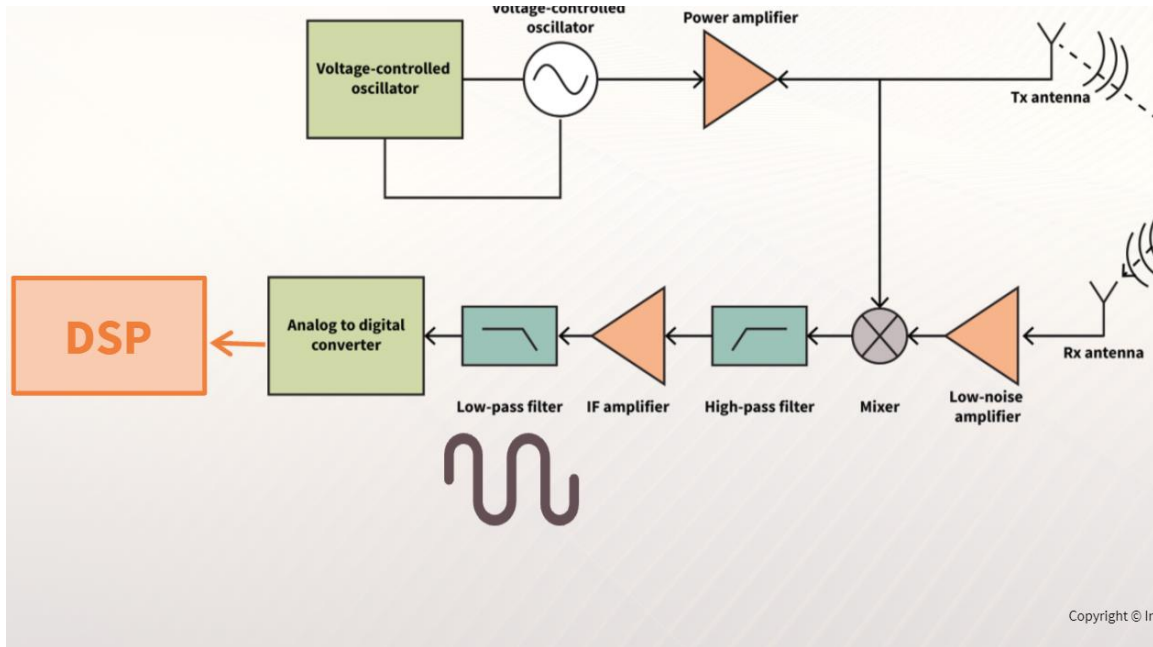 Voltage-controlled
oscillator
Power amplifier
Voltage-controlled
oscillator
Tx antenna
DSP
Analog to digital
converter
Rx antenna
Low-pass filter
IF amplifier
High-pass filter
Mixer
Low-noise
amplifier
Copyright ©